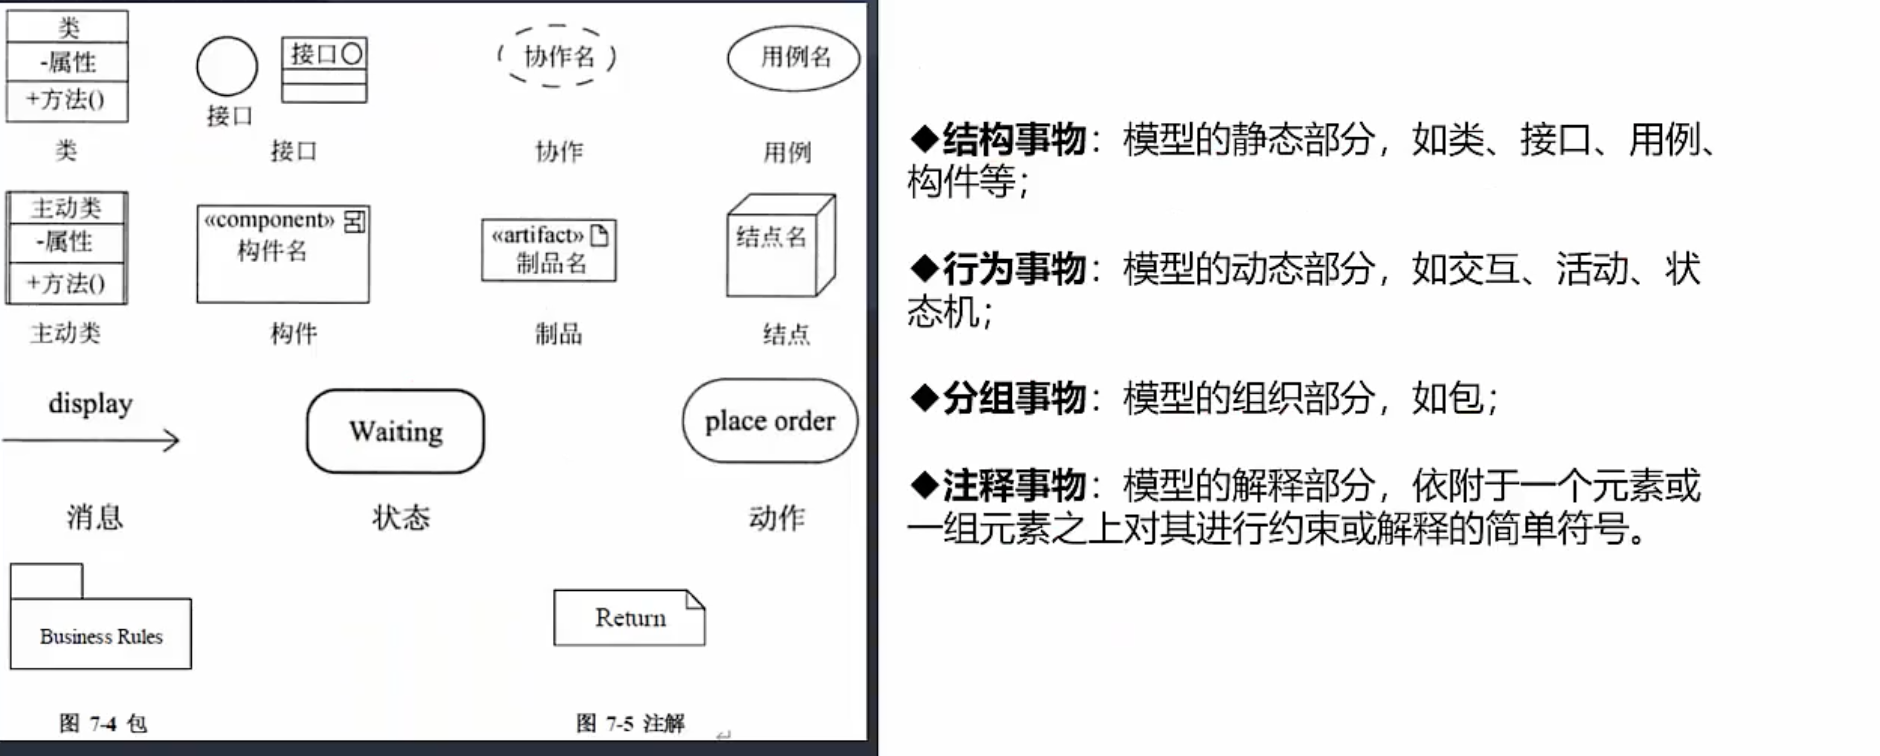 类
-属性
+方法()
类
接口
接口
接口
协作名
协作
用例名
用例
主动类
-属性
+方法()
主动类
«component»
构件名
构件
«artifact»
制品名
制品
结点名
结点
display
消息
Waiting
状态
place order
动作
Business Rules
图 7-4 包
Return
图 7-5 注解
◆结构事物：模型的静态部分，如类、接口、用例、
构件等；
◆行为事物：模型的动态部分，如交互、活动、状
态机；
◆分组事物：模型的组织部分，如包；
◆注释事物：模型的解释部分，依附于一个元素或
一组元素之上对其进行约束或解释的简单符号。